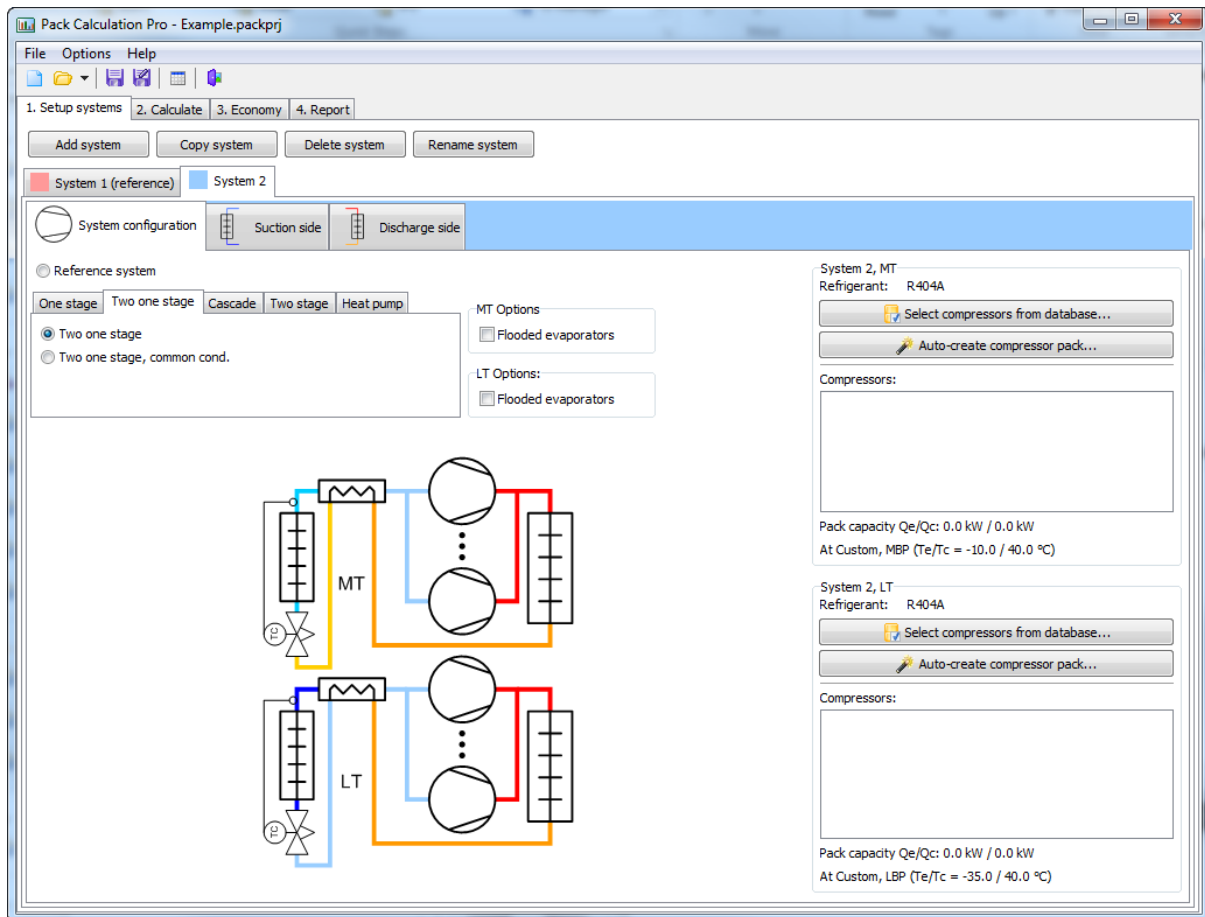 Pack Calculation Pro - Example.packprj
File Options Help
1. Setup systems 2. Calculate 3. Economy 4. Report
Add system Copy system Delete system Rename system
System 1 (reference) System 2
System configuration Suction side Discharge side
Reference system
One stage Two one stage Cascade Two stage Heat pump
Two one stage
Two one stage, common cond.
MT Options
Flooded evaporators
LT Options:
Flooded evaporators
MT
TC
LT
TC
System 2, MT
Refrigerant: R404A
Select compressors from database...
Auto-create compressor pack...
Compressors:
Pack capacity Qe/Qc: 0.0 kW / 0.0 kW
At Custom, MBP (Te/Tc = -10.0 / 40.0 °C)
System 2, LT
Refrigerant: R404A
Select compressors from database...
Auto-create compressor pack...
Compressors:
Pack capacity Qe/Qc: 0.0 kW / 0.0 kW
At Custom, LBP (Te/Tc = -35.0 / 40.0 °C)